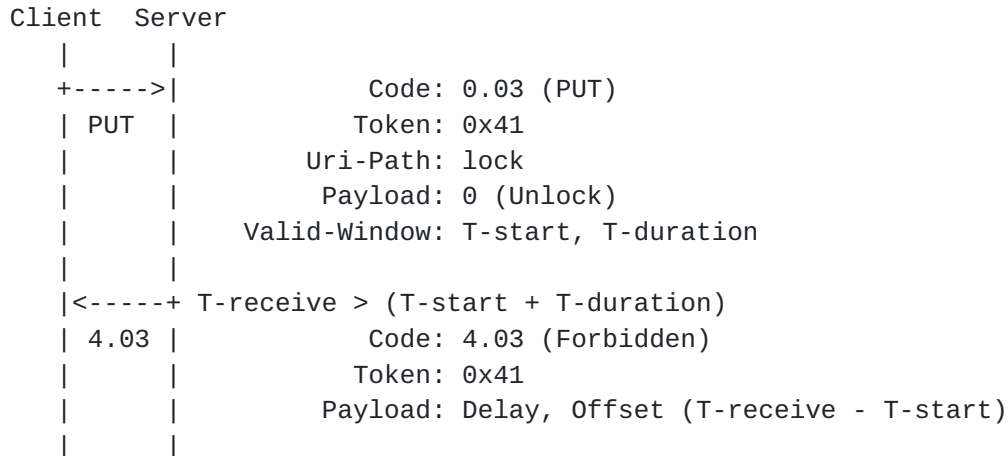 Client  Server
   |      |
   +----->|            Code: 0.03 (PUT)
   | PUT  |           Token: 0x41
   |      |        Uri-Path: lock
   |      |         Payload: 0 (Unlock)
   |      |    Valid-Window: T-start, T-duration
   |      |
   |<-----+ T-receive > (T-start + T-duration)
   | 4.03 |            Code: 4.03 (Forbidden)
   |      |           Token: 0x41
   |      |         Payload: Delay, Offset (T-receive - T-start)
   |      |